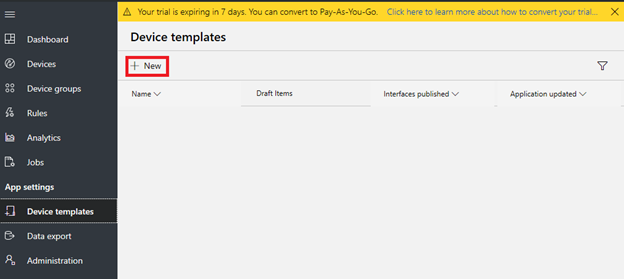 Your trial is expiring in 7 days. You can convert to Pay-As-You-Go. Click here to learn more about how to convert your trial...
Dashboard
Devices
Device groups
Rules
Analytics
Jobs
App settings
Device templates
Data export
Administration
Device templates
+ New
Name Draft Items Interfaces published Application updated